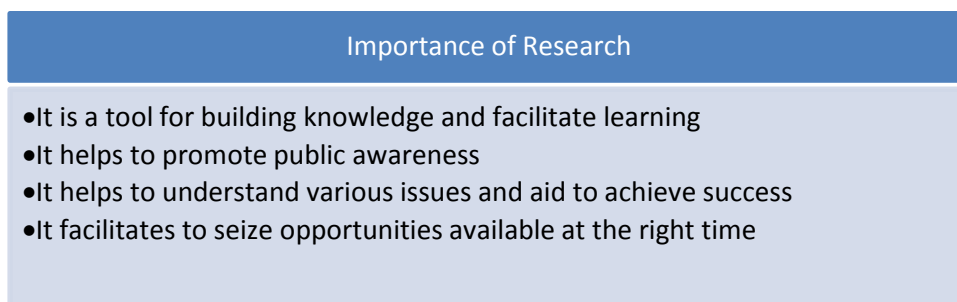 Importance of Research
•It is a tool for building knowledge and facilitate learning
•It helps to promote public awareness
•It helps to understand various issues and aid to achieve success
•It facilitates to seize opportunities available at the right time